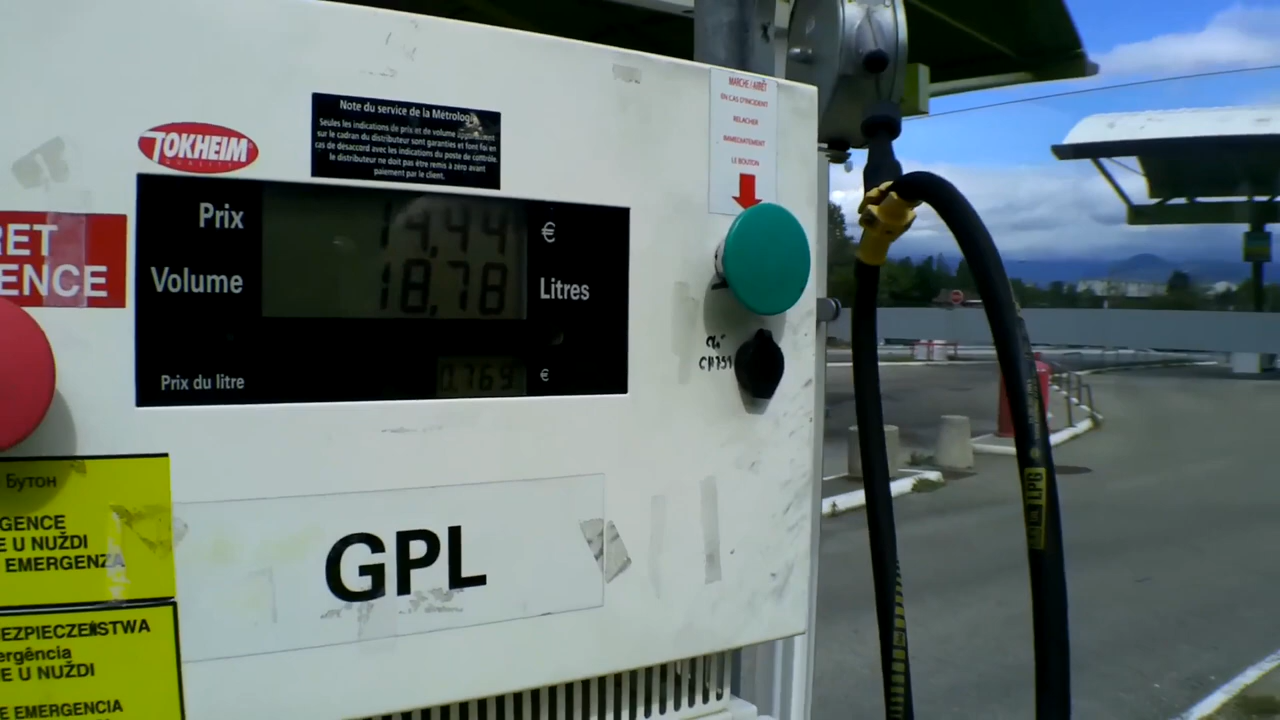 MARCHE/ARRÊT
EN CAS D'INCIDENT
RELACHER
IMMEDIATEMENT
LE BOUTON
Note du service de la Métrologie
Seules les indications de prix et de volume apparaissant
sur le cadran du distributeur sont garanties et font foi en
cas de désaccord avec les indications du poste de contrôle.
le distributeur ne doit pas être remis à zéro avant
paiement par le client.
TOKHEIM
QUALITY
Prix 14,44 €
Volume 18,78 Litres
Prix du litre 0,769 €
RET
ENCE
Бутон
GENCE
E U NUŽDI
EMERGENZA
GPL
EZPIECZEŃSTWA
ergência
E U NUŽDI
E EMERGENCIA
LPG